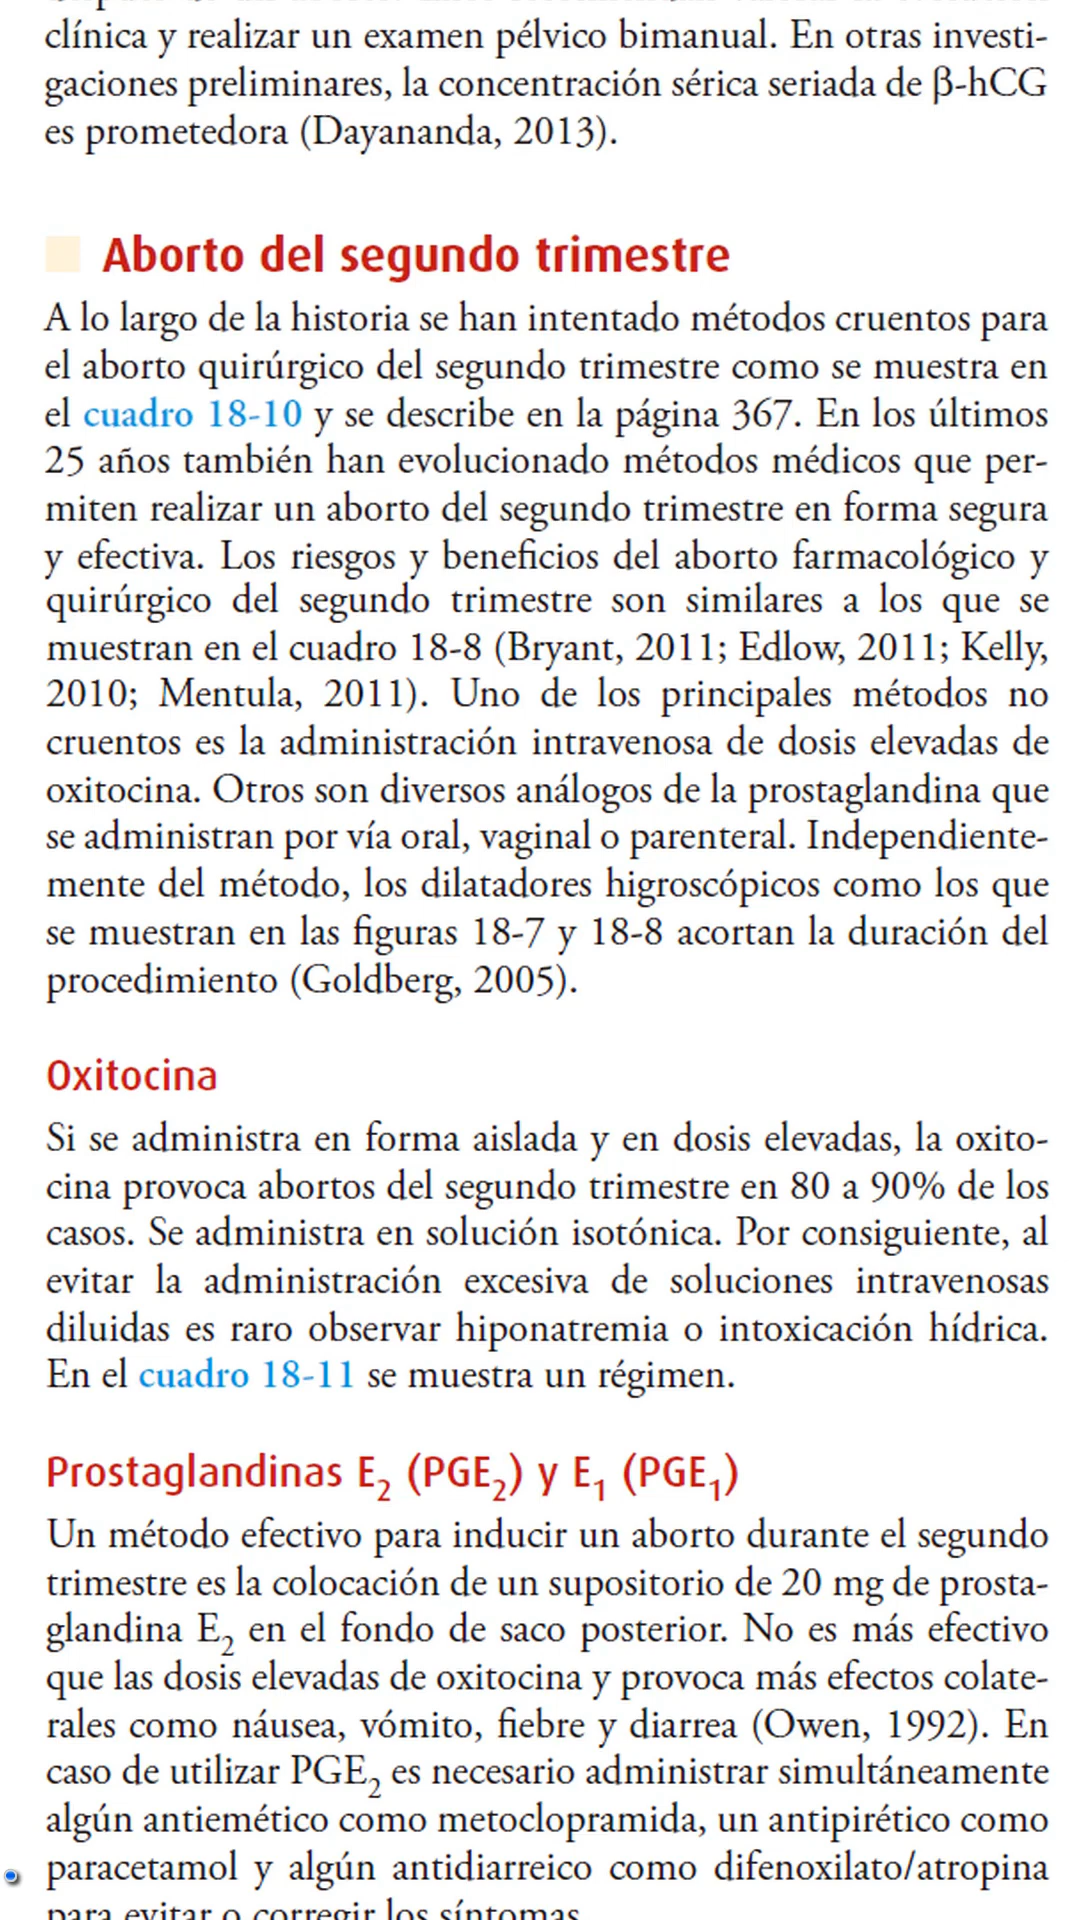 clínica y realizar un examen pélvico bimanual. En otras investi-
gaciones preliminares, la concentración sérica seriada de β-hCG
es prometedora (Dayananda, 2013).
Aborto del segundo trimestre
A lo largo de la historia se han intentado métodos cruentos para
el aborto quirúrgico del segundo trimestre como se muestra en
el cuadro 18-10 y se describe en la página 367. En los últimos
25 años también han evolucionado métodos médicos que per-
miten realizar un aborto del segundo trimestre en forma segura
y efectiva. Los riesgos y beneficios del aborto farmacológico y
quirúrgico del segundo trimestre son similares a los que se
muestran en el cuadro 18-8 (Bryant, 2011; Edlow, 2011; Kelly,
2010; Mentula, 2011). Uno de los principales métodos no
cruentos es la administración intravenosa de dosis elevadas de
oxitocina. Otros son diversos análogos de la prostaglandina que
se administran por vía oral, vaginal o parenteral. Independiente-
mente del método, los dilatadores higroscópicos como los que
se muestran en las figuras 18-7 y 18-8 acortan la duración del
procedimiento (Goldberg, 2005).
Oxitocina
Si se administra en forma aislada y en dosis elevadas, la oxito-
cina provoca abortos del segundo trimestre en 80 a 90% de los
casos. Se administra en solución isotónica. Por consiguiente, al
evitar la administración excesiva de soluciones intravenosas
diluidas es raro observar hiponatremia o intoxicación hídrica.
En el cuadro 18-11 se muestra un régimen.
Prostaglandinas E₂ (PGE₂) y E₁ (PGE₁)
Un método efectivo para inducir un aborto durante el segundo
trimestre es la colocación de un supositorio de 20 mg de prosta-
glandina E₂ en el fondo de saco posterior. No es más efectivo
que las dosis elevadas de oxitocina y provoca más efectos colate-
rales como náusea, vómito, fiebre y diarrea (Owen, 1992). En
caso de utilizar PGE₂ es necesario administrar simultáneamente
algún antiemético como metoclopramida, un antipirético como
paracetamol y algún antidiarreico como difenoxilato/atropina
para evitar o corregir los síntomas.